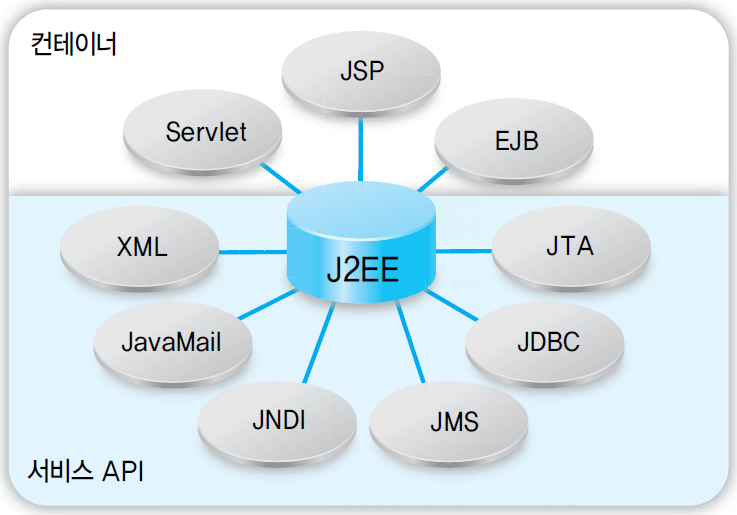 컨테이너
JSP
Servlet
EJB
XML
J2EE
JTA
JavaMail
JDBC
JNDI
JMS
서비스 API